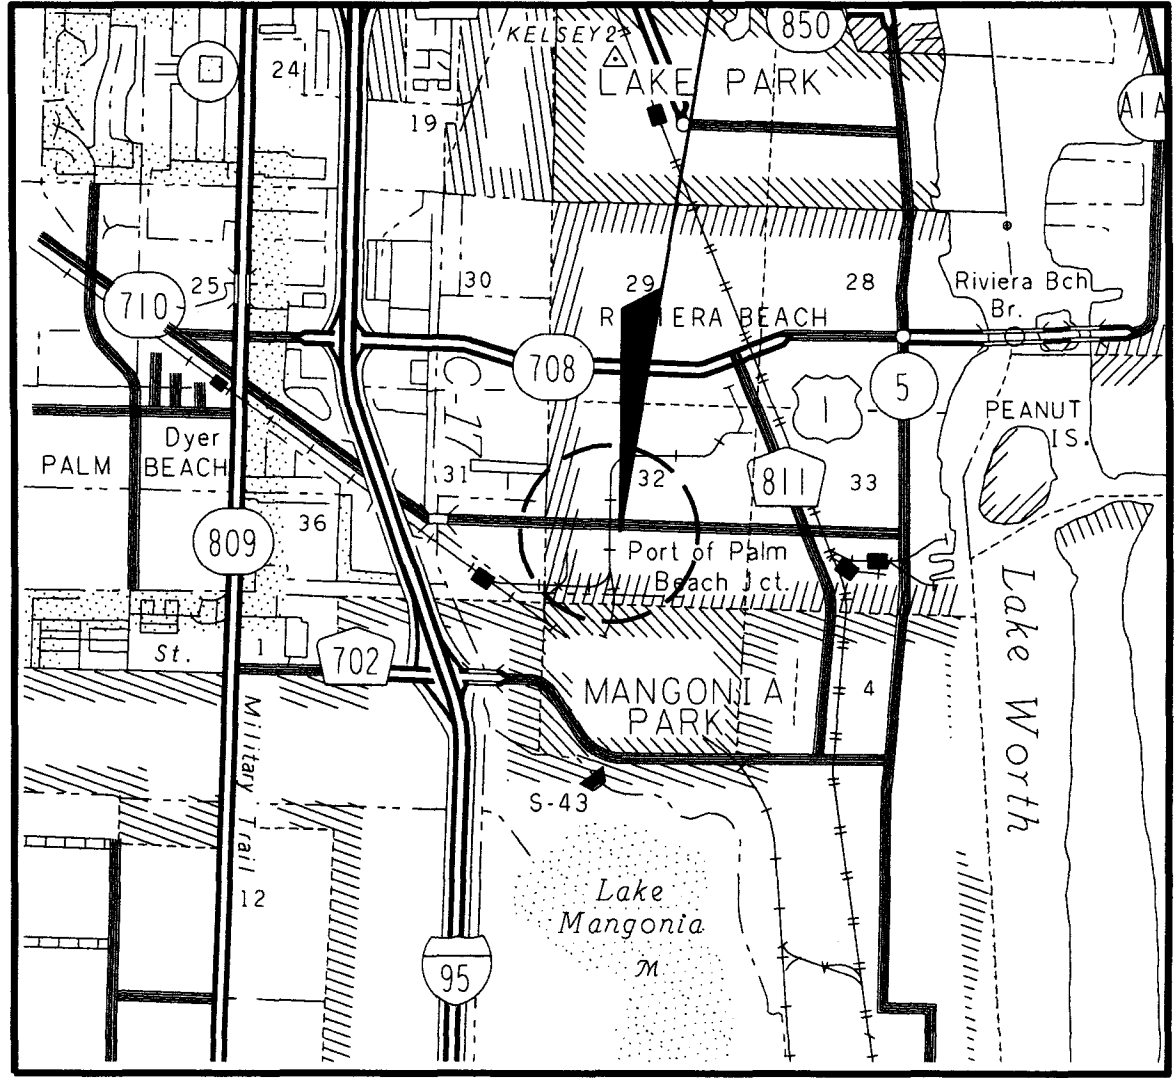 KELSEY 2
850
24
LAKE PARK
A1A
19
25
30
29
28
Riviera Bch
Br.
710
RIVIERA BEACH
708
5
1
PEANUT
IS.
C-17
Dyer
PALM BEACH
31
32
811
33
36
809
Port of Palm
Beach Jct.
Lake Worth
St.
1
702
4
MANGONIA
PARK
Military Trail
S-43
12
Lake
Mangonia
M
95